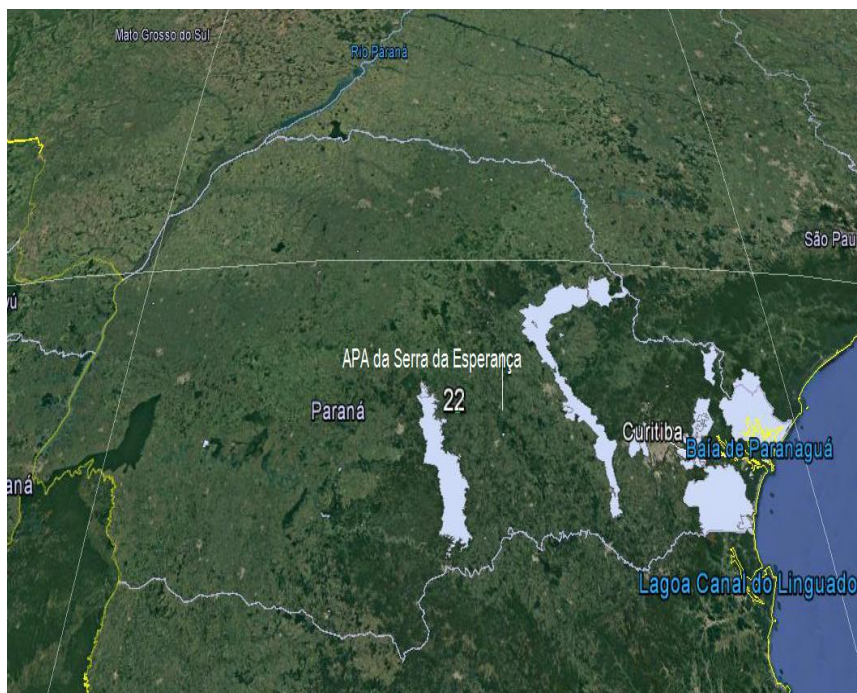 Mato Grosso do Sul
Rio Paraná
São Pau
yú
APA da Serra da Esperança
22
Paraná
Curitiba
Baía de Paranaguá
aná
Lagoa Canal do Linguado